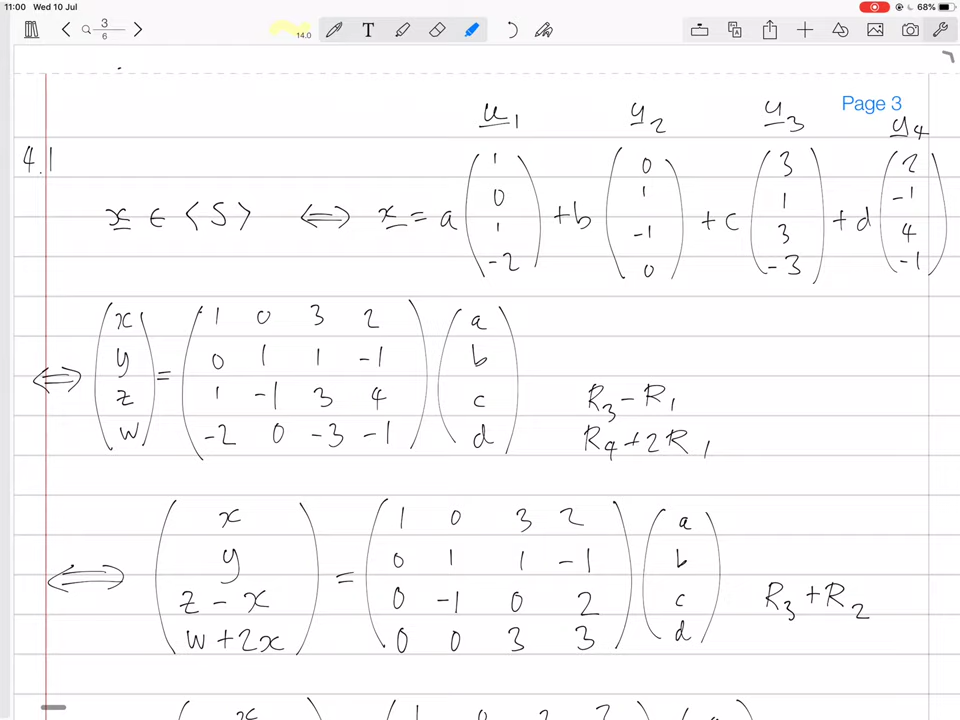 11:00 Wed 10 Jul 68%
3
6
T 14.0
Page 3
u₁ u₂ u₃ u₄
4.1
x ∈ ⟨S⟩ ⇔ x = a (1 0 1 -2) + b (0 1 -1 0) + c (3 1 3 -3) + d (2 -1 4 -1)
⇔ (x y z w) =
1 0 3 2
0 1 1 -1
1 -1 3 4
-2 0 -3 -1
(a b c d)
R₃ - R₁
R₄ + 2R₁
⇔ (x y z - x w + 2x) =
1 0 3 2
0 1 1 -1
0 -1 0 2
0 0 3 3
(a b c d)
R₃ + R₂